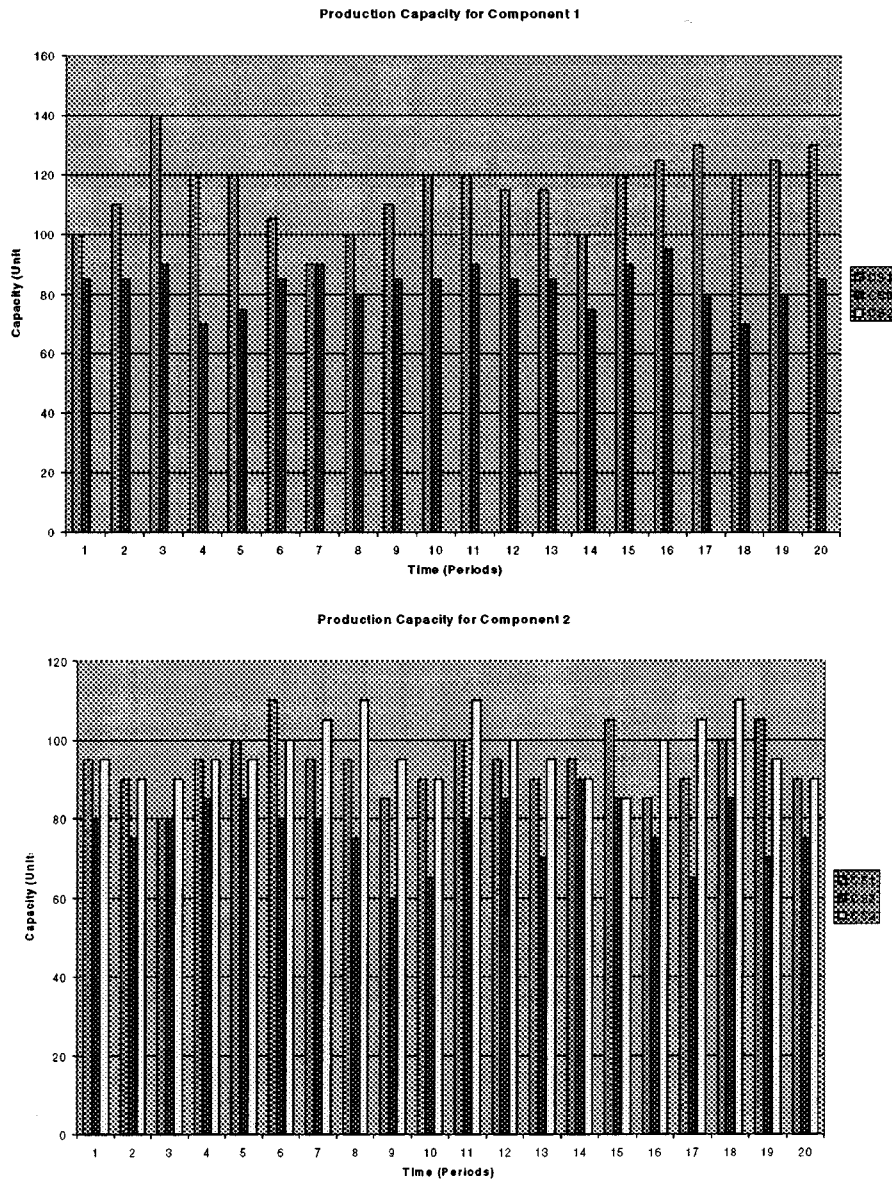 Production Capacity for Component 1
160
140
120
100
80
60
40
20
0
Capacity (Unit
1 2 3 4 5 6 7 8 9 10 11 12 13 14 15 16 17 18 19 20
Time (Periods)
Production Capacity for Component 2
120
100
80
60
40
20
0
Capacity (Unit:
1 2 3 4 5 6 7 8 9 10 11 12 13 14 15 16 17 18 19 20
Time (Periods)